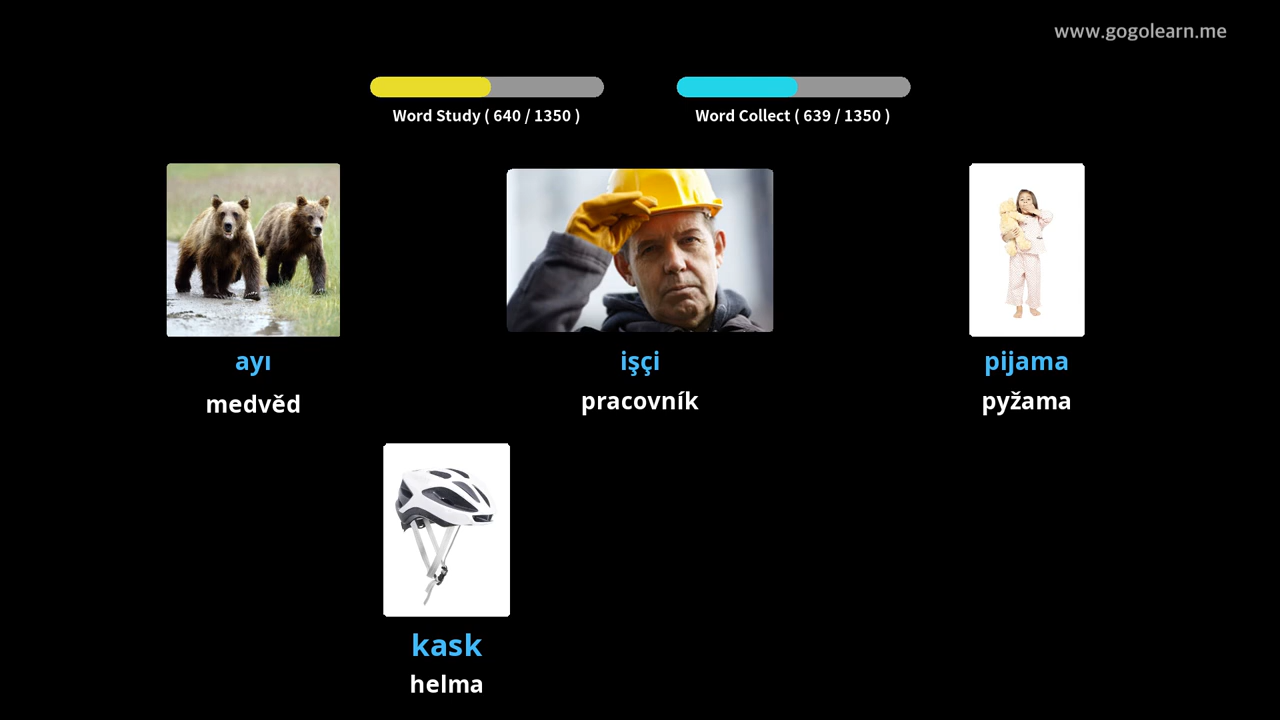 www.gogolearn.me
Word Study ( 640 / 1350 )
Word Collect ( 639 / 1350 )
ayı
işçi
pijama
medvěd
pracovník
pyžama
kask
helma